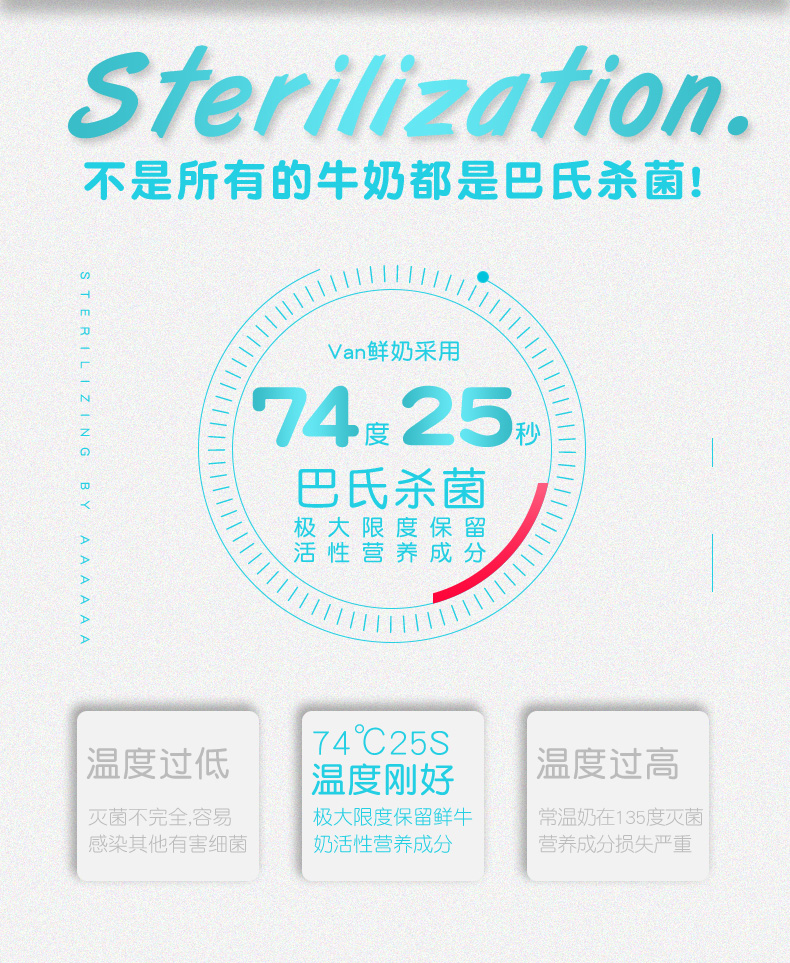 Sterilization.
不是所有的牛奶都是巴氏杀菌!
STERILIZING BY AAAAAA
Van鲜奶采用
74度 25秒
巴氏杀菌
极大限度保留
活性营养成分
温度过低
灭菌不完全,容易
感染其他有害细菌
74℃25S
温度刚好
极大限度保留鲜牛
奶活性营养成分
温度过高
常温奶在135度灭菌
营养成分损失严重